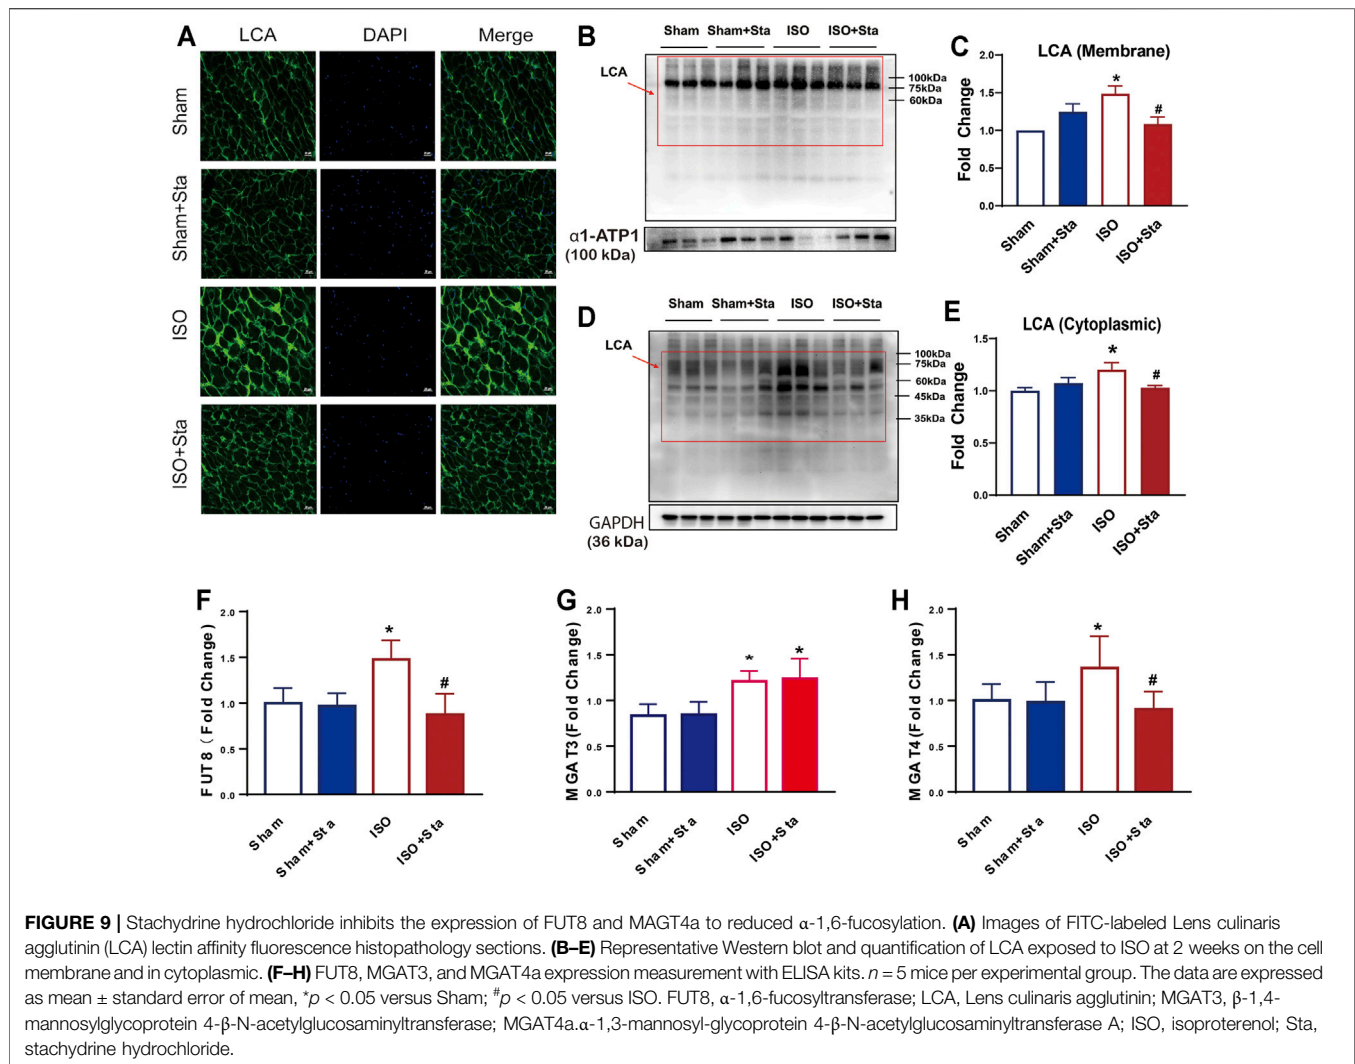 A
LCA DAPI Merge
Sham
Sham+Sta
ISO
ISO+Sta
B
Sham Sham+Sta ISO ISO+Sta
LCA
100kDa
75kDa
60kDa
α1-ATP1
(100 kDa)
C
LCA (Membrane)
Fold Change
2.0
1.5
1.0
0.5
0.0
*
#
Sham
Sham+Sta
ISO
ISO+Sta
D
Sham Sham+Sta ISO ISO+Sta
LCA
100kDa
75kDa
60kDa
45kDa
35kDa
GAPDH
(36 kDa)
E
LCA (Cytoplasmic)
Fold Change
1.5
1.0
0.5
0.0
*
#
Sham
Sham+Sta
ISO
ISO+Sta
F
FUT8 ( Fold Change)
2.0
1.5
1.0
0.5
0.0
*
#
Sham
Sham+Sta
ISO
ISO+Sta
G
MGAT3(Fold Change)
2.0
1.5
1.0
0.5
0.0
*
*
Sham
Sham+Sta
ISO
ISO+Sta
H
MGAT4(Fold Change)
2.0
1.5
1.0
0.5
0.0
*
#
Sham
Sham+Sta
ISO
ISO+Sta
FIGURE 9 | Stachydrine hydrochloride inhibits the expression of FUT8 and MAGT4a to reduced α-1,6-fucosylation. (A) Images of FITC-labeled Lens culinaris
agglutinin (LCA) lectin affinity fluorescence histopathology sections. (B–E) Representative Western blot and quantification of LCA exposed to ISO at 2 weeks on the cell
membrane and in cytoplasmic. (F–H) FUT8, MGAT3, and MGAT4a expression measurement with ELISA kits. n = 5 mice per experimental group. The data are expressed
as mean ± standard error of mean, *p < 0.05 versus Sham; #p < 0.05 versus ISO. FUT8, α-1,6-fucosyltransferase; LCA, Lens culinaris agglutinin; MGAT3, β-1,4-
mannosylglycoprotein 4-β-N-acetylglucosaminyltransferase; MGAT4a.α-1,3-mannosyl-glycoprotein 4-β-N-acetylglucosaminyltransferase A; ISO, isoproterenol; Sta,
stachydrine hydrochloride.